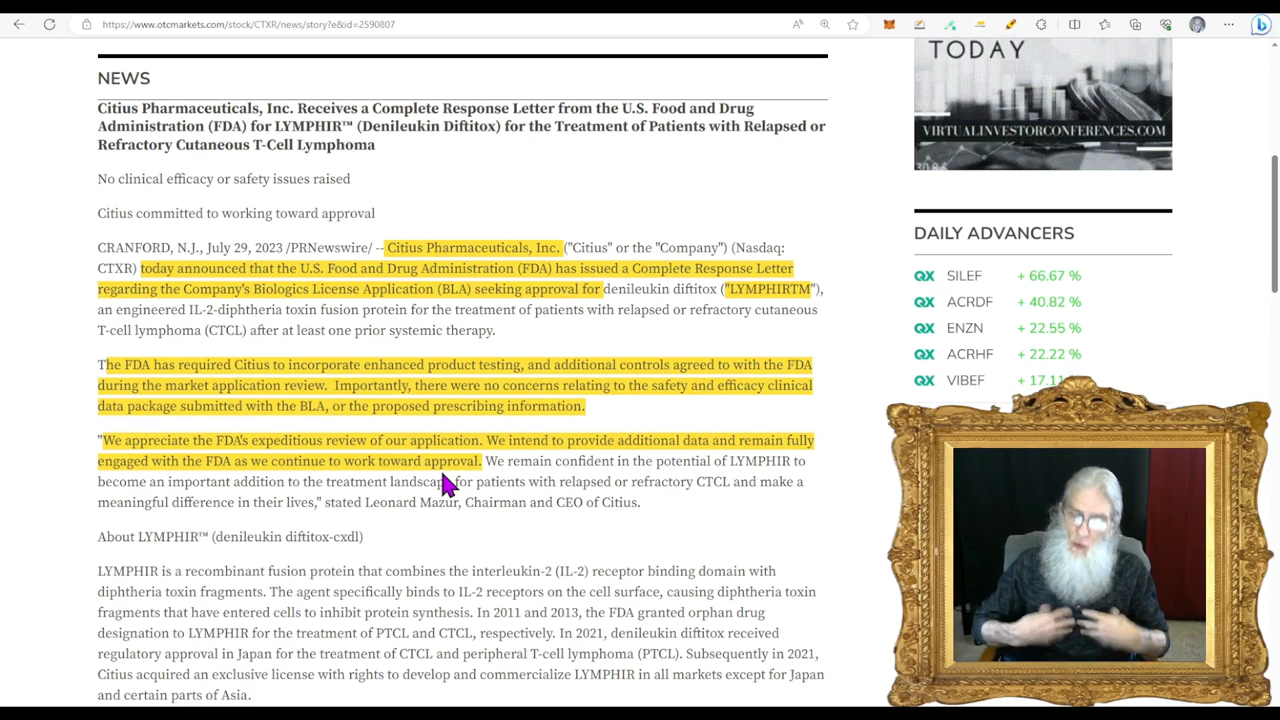 https://www.otcmarkets.com/stock/CTXR/news/story?e&id=2590807
NEWS
Citius Pharmaceuticals, Inc. Receives a Complete Response Letter from the U.S. Food and Drug
Administration (FDA) for LYMPHIR™ (Denileukin Diftitox) for the Treatment of Patients with Relapsed or
Refractory Cutaneous T-Cell Lymphoma
No clinical efficacy or safety issues raised
Citius committed to working toward approval
CRANFORD, N.J., July 29, 2023 /PRNewswire/ -- Citius Pharmaceuticals, Inc. ("Citius" or the "Company") (Nasdaq:
CTXR) today announced that the U.S. Food and Drug Administration (FDA) has issued a Complete Response Letter
regarding the Company's Biologics License Application (BLA) seeking approval for denileukin diftitox ("LYMPHIRTM"),
an engineered IL-2-diphtheria toxin fusion protein for the treatment of patients with relapsed or refractory cutaneous
T-cell lymphoma (CTCL) after at least one prior systemic therapy.
The FDA has required Citius to incorporate enhanced product testing, and additional controls agreed to with the FDA
during the market application review. Importantly, there were no concerns relating to the safety and efficacy clinical
data package submitted with the BLA, or the proposed prescribing information.
"We appreciate the FDA's expeditious review of our application. We intend to provide additional data and remain fully
engaged with the FDA as we continue to work toward approval. We remain confident in the potential of LYMPHIR to
become an important addition to the treatment landscape for patients with relapsed or refractory CTCL and make a
meaningful difference in their lives," stated Leonard Mazur, Chairman and CEO of Citius.
About LYMPHIR™ (denileukin diftitox-cxdl)
LYMPHIR is a recombinant fusion protein that combines the interleukin-2 (IL-2) receptor binding domain with
diphtheria toxin fragments. The agent specifically binds to IL-2 receptors on the cell surface, causing diphtheria toxin
fragments that have entered cells to inhibit protein synthesis. In 2011 and 2013, the FDA granted orphan drug
designation to LYMPHIR for the treatment of PTCL and CTCL, respectively. In 2021, denileukin diftitox received
regulatory approval in Japan for the treatment of CTCL and peripheral T-cell lymphoma (PTCL). Subsequently in 2021,
Citius acquired an exclusive license with rights to develop and commercialize LYMPHIR in all markets except for Japan
and certain parts of Asia.
TODAY
VIRTUALINVESTORCONFERENCES.COM
DAILY ADVANCERS
QX SILEF + 66.67 %
QX ACRDF + 40.82 %
QX ENZN + 22.55 %
QX ACRHF + 22.22 %
QX VIBEF + 17.11